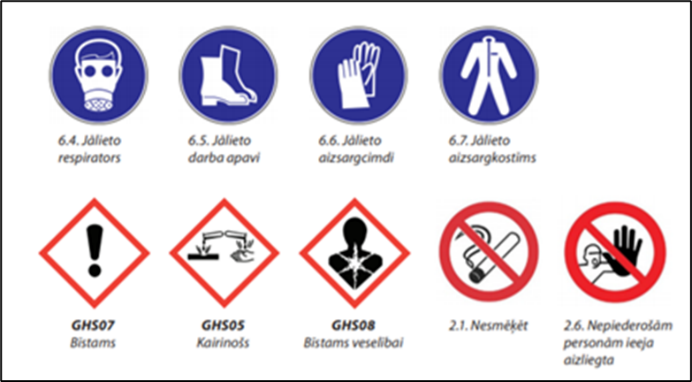 6.4. Jālieto
respirators
6.5. Jālieto
darba apavi
6.6. Jālieto
aizsargcimdi
6.7. Jālieto
aizsargkostīms
GHS07
Bīstams
GHS05
Kairinošs
GHS08
Bīstams veselībai
2.1. Nesmēķēt
2.6. Nepiederošām
personām ieeja
aizliegta